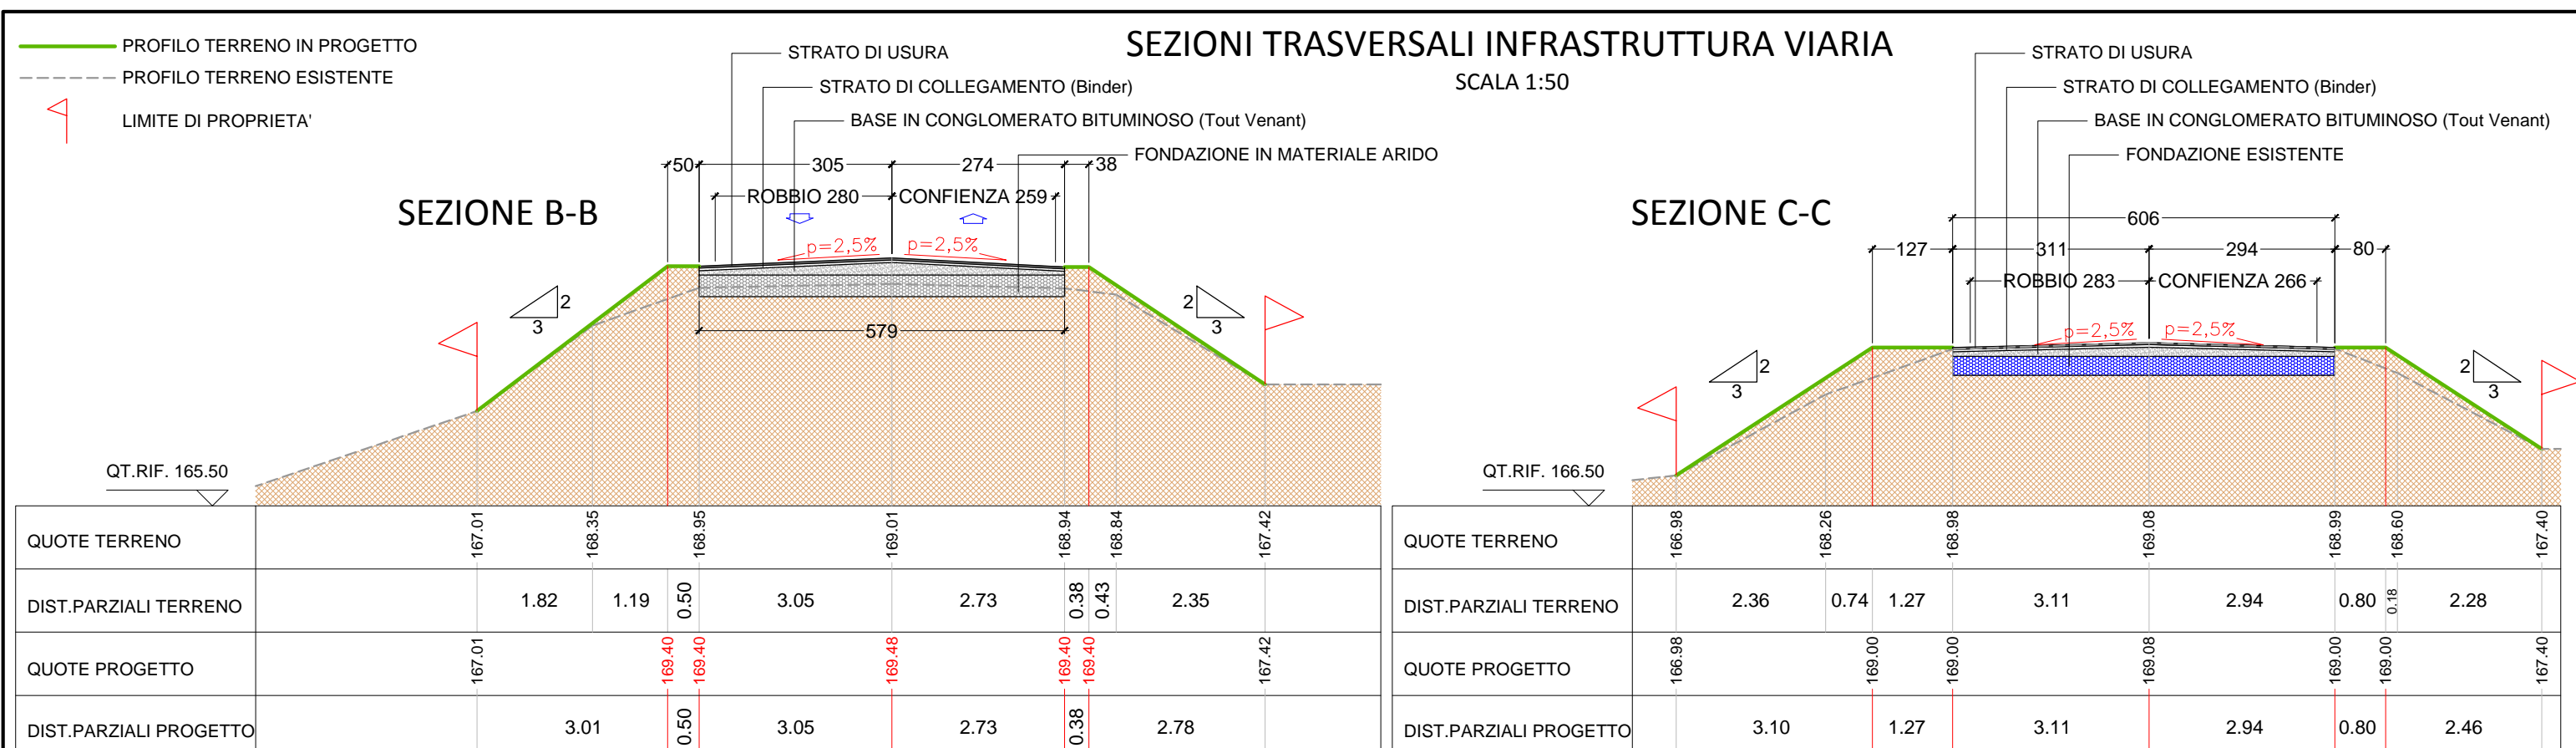 SEZIONI TRASVERSALI INFRASTRUTTURA VIARIA
SCALA 1:50
PROFILO TERRENO IN PROGETTO
PROFILO TERRENO ESISTENTE
LIMITE DI PROPRIETA'
STRATO DI USURA
STRATO DI COLLEGAMENTO (Binder)
BASE IN CONGLOMERATO BITUMINOSO (Tout Venant)
FONDAZIONE IN MATERIALE ARIDO
50 305 274 38
ROBBIO 280 CONFIENZA 259
SEZIONE B-B
p=2,5% p=2,5%
2
3
2
3
579
QT.RIF. 165.50
QUOTE TERRENO 167.01 168.35 168.95 169.01 168.94 168.84 167.42
DIST.PARZIALI TERRENO 1.82 1.19 0.50 3.05 2.73 0.38 0.43 2.35
QUOTE PROGETTO 167.01 169.40 169.40 169.48 169.40 169.40 167.42
DIST.PARZIALI PROGETTO 3.01 0.50 3.05 2.73 0.38 2.78
STRATO DI USURA
STRATO DI COLLEGAMENTO (Binder)
BASE IN CONGLOMERATO BITUMINOSO (Tout Venant)
FONDAZIONE ESISTENTE
SEZIONE C-C
606
127 311 294 80
ROBBIO 283 CONFIENZA 266
p=2,5% p=2,5%
2
3
2
3
QT.RIF. 166.50
QUOTE TERRENO 166.98 168.26 168.98 169.08 168.99 168.60 167.40
DIST.PARZIALI TERRENO 2.36 0.74 1.27 3.11 2.94 0.80 0.18 2.28
QUOTE PROGETTO 166.98 169.00 169.00 169.08 169.00 169.00 167.40
DIST.PARZIALI PROGETTO 3.10 1.27 3.11 2.94 0.80 2.46